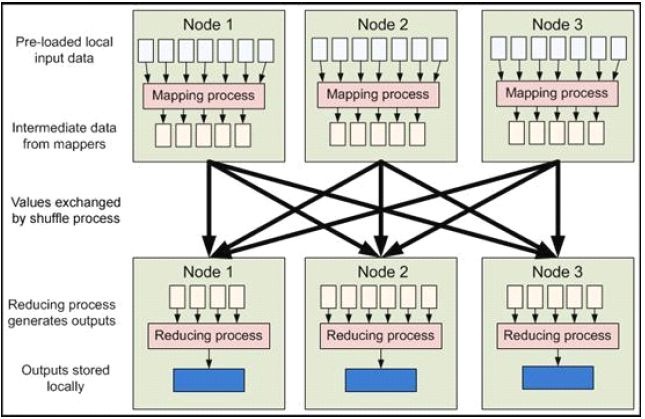 Node 1
Node 2
Node 3
Pre-loaded local
input data
Mapping process
Mapping process
Mapping process
Intermediate data
from mappers
Values exchanged
by shuffle process
Node 1
Node 2
Node 3
Reducing process
generates outputs
Reducing process
Reducing process
Reducing process
Outputs stored
locally